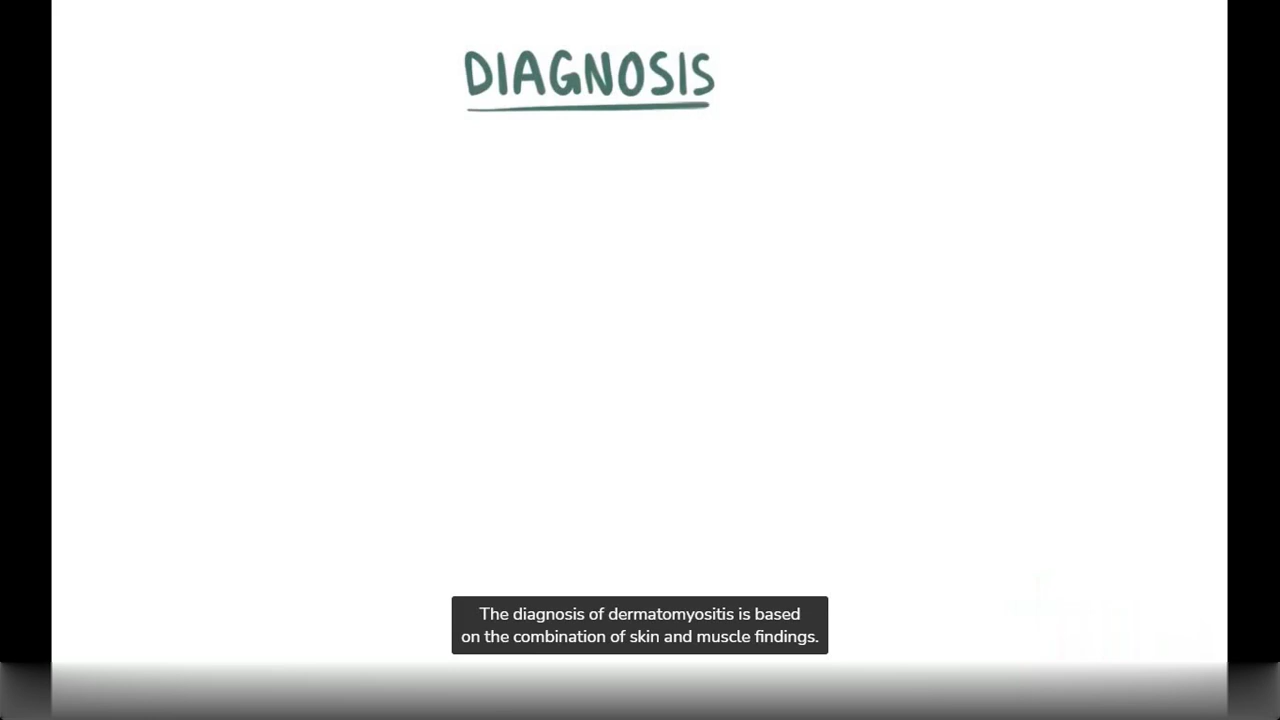 DIAGNOSIS
The diagnosis of dermatomyositis is based
on the combination of skin and muscle findings.